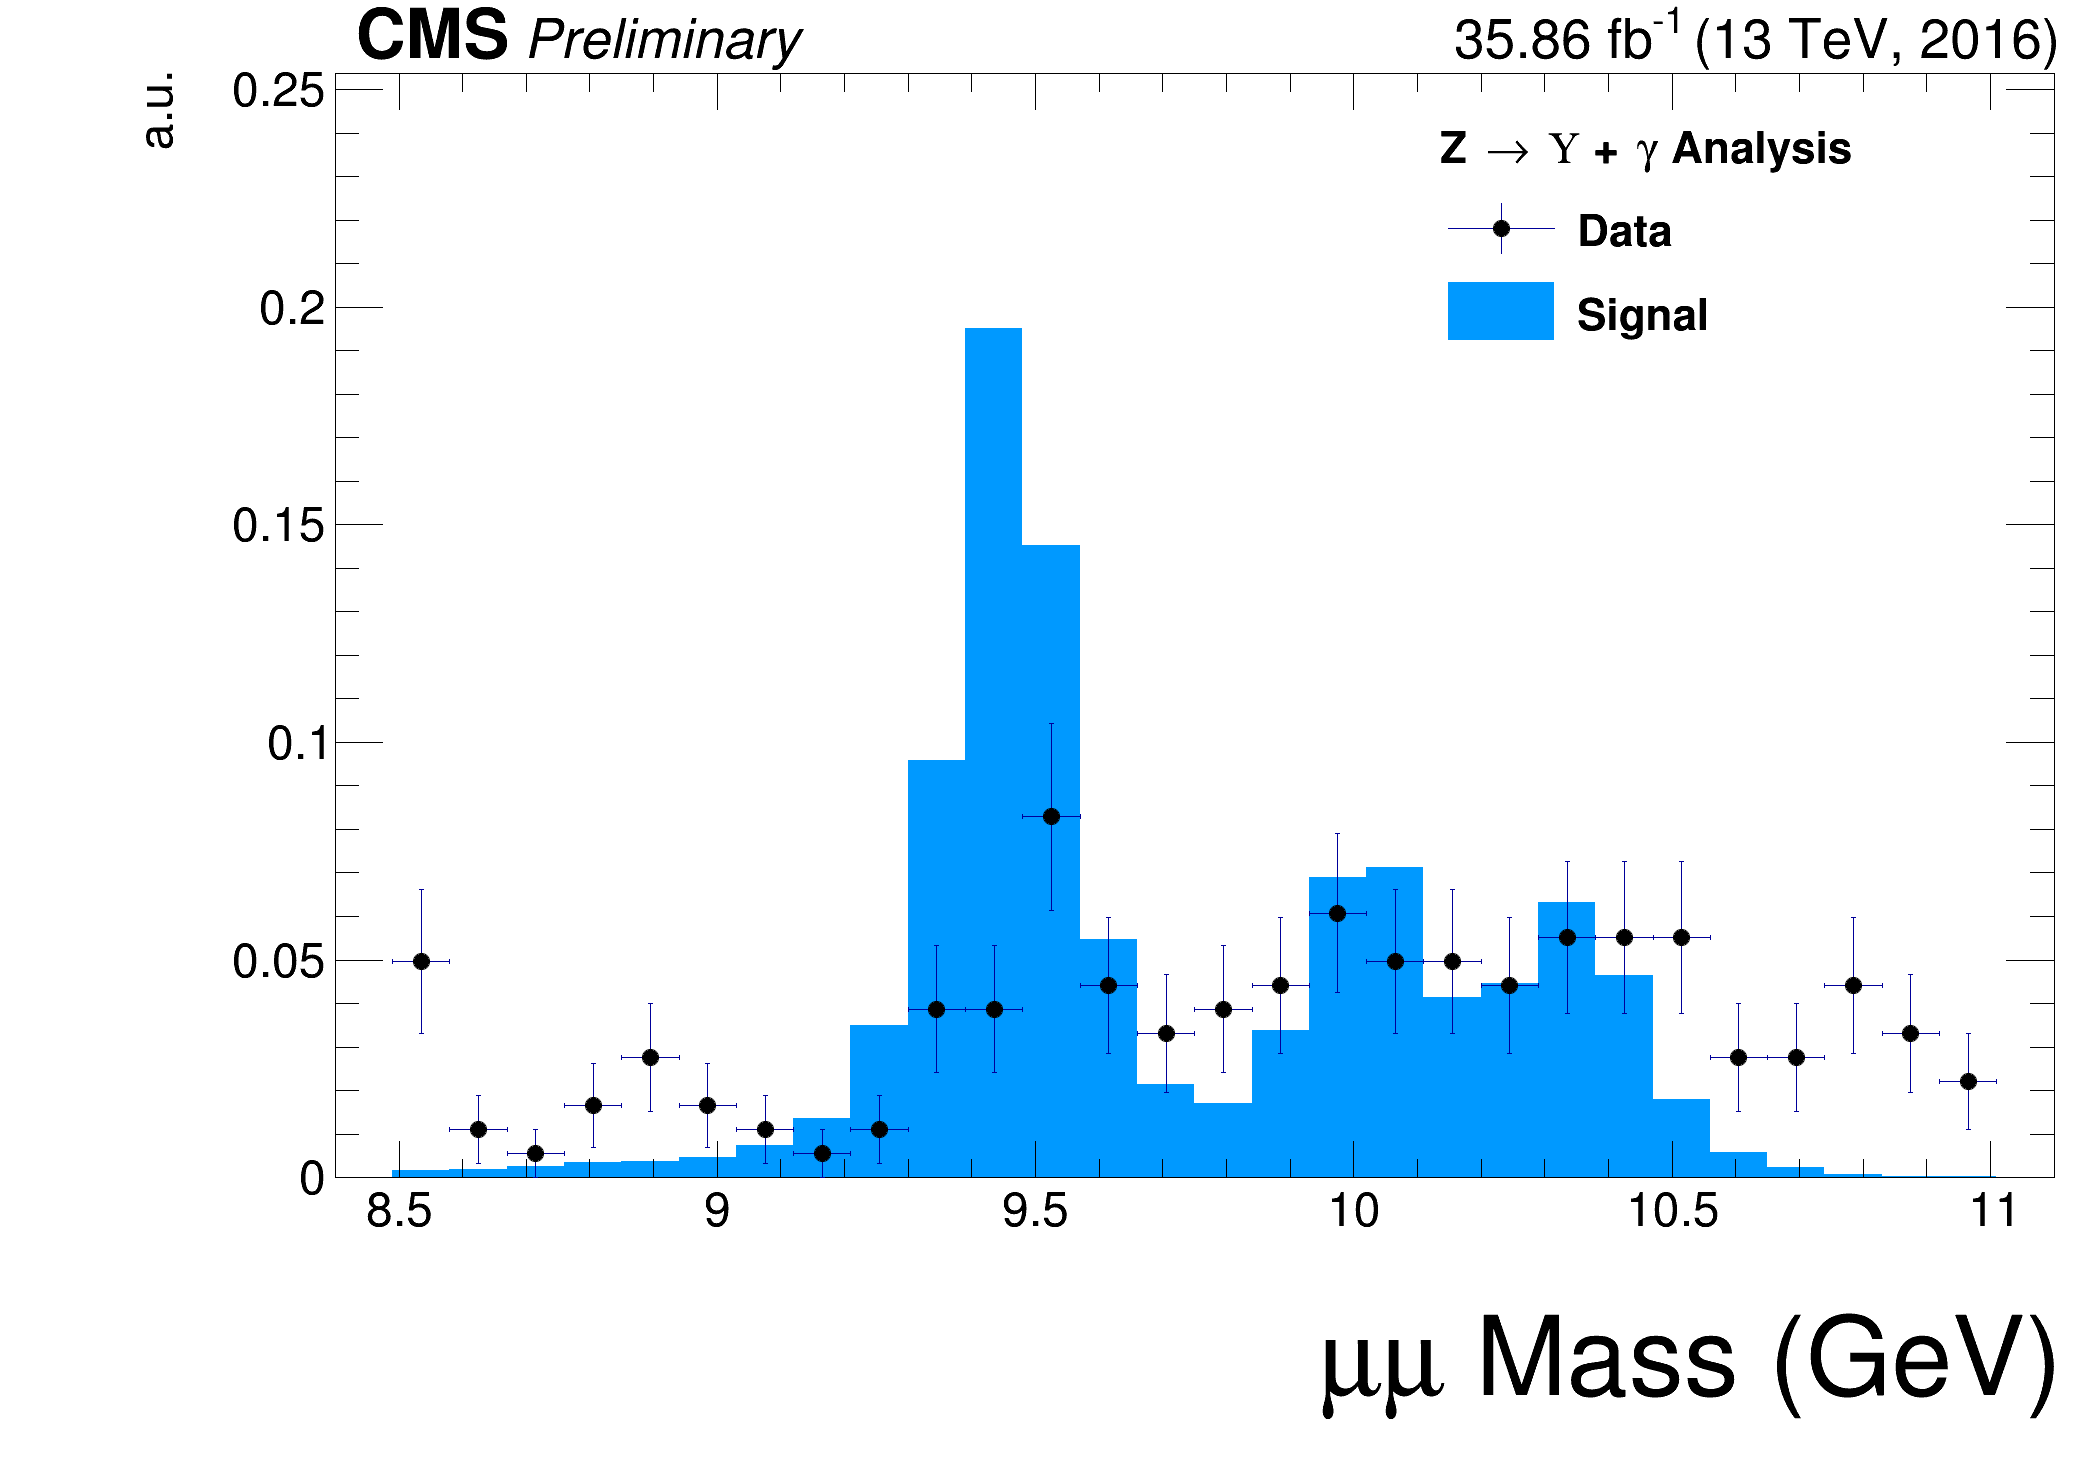 CMS Preliminary
35.86 fb⁻¹ (13 TeV, 2016)
a.u.
Z → Υ + γ Analysis
Data
Signal
0.25
0.2
0.15
0.1
0.05
0
8.5 9 9.5 10 10.5 11
μμ Mass (GeV)